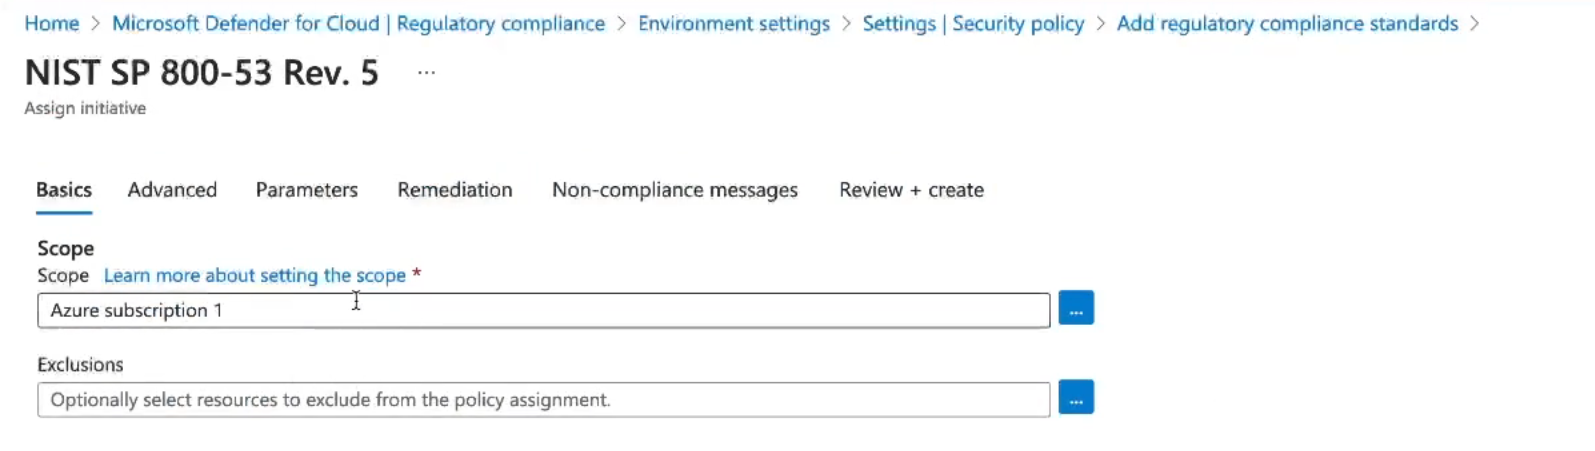 Home > Microsoft Defender for Cloud | Regulatory compliance > Environment settings > Settings | Security policy > Add regulatory compliance standards >
NIST SP 800-53 Rev. 5 ...
Assign initiative
Basics Advanced Parameters Remediation Non-compliance messages Review + create
Scope
Scope Learn more about setting the scope *
Azure subscription 1 ...
Exclusions
Optionally select resources to exclude from the policy assignment. ...